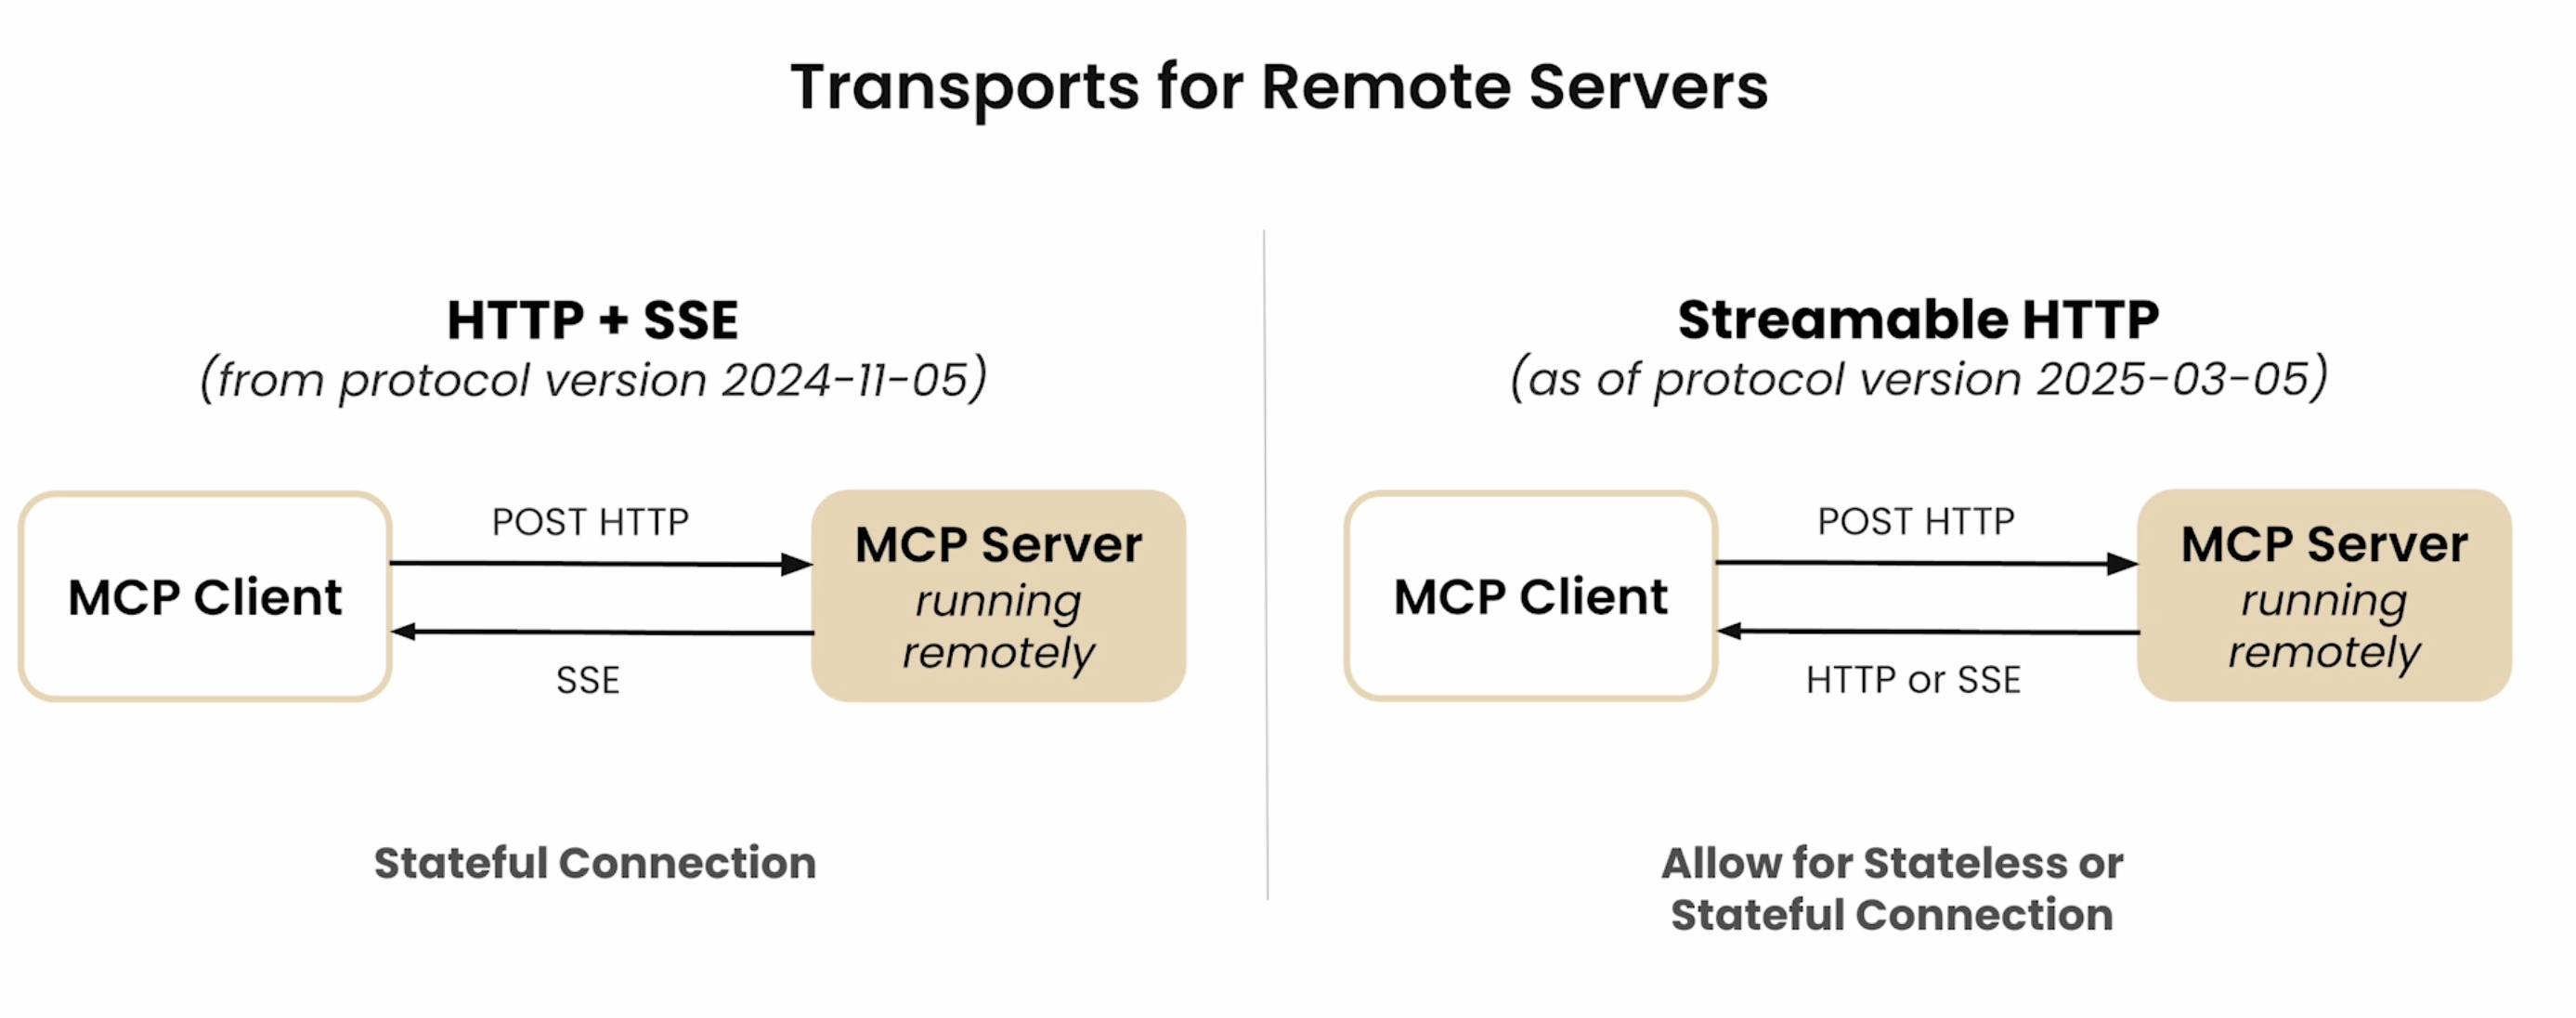 Transports for Remote Servers
HTTP + SSE
(from protocol version 2024-11-05)
MCP Client
POST HTTP
SSE
MCP Server
running
remotely
Stateful Connection
Streamable HTTP
(as of protocol version 2025-03-05)
MCP Client
POST HTTP
HTTP or SSE
MCP Server
running
remotely
Allow for Stateless or
Stateful Connection